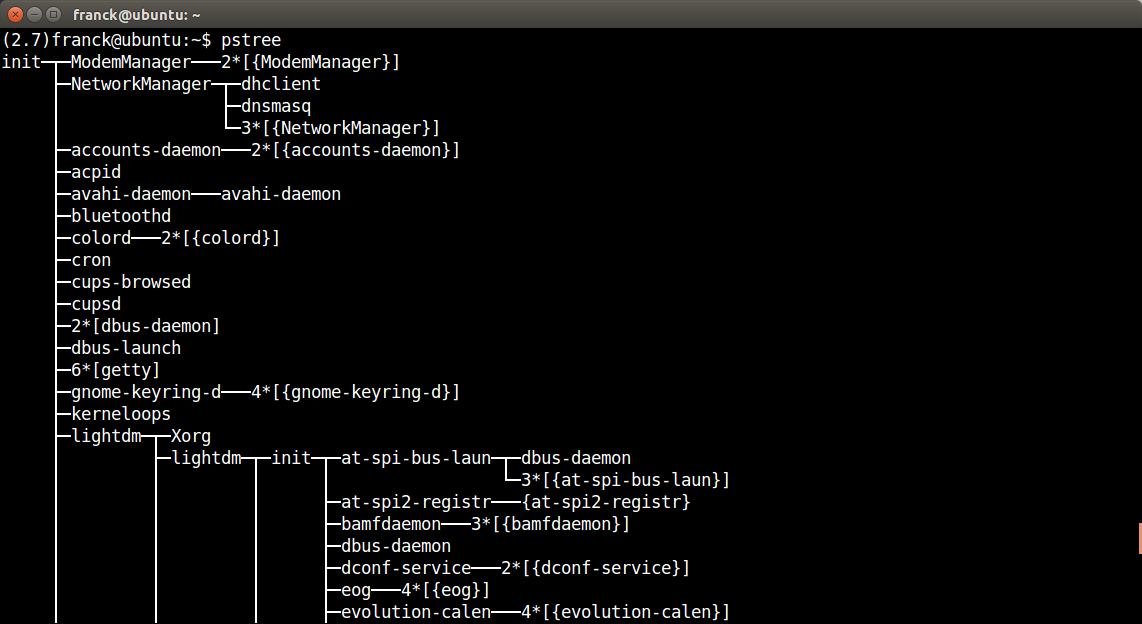 franck@ubuntu: ~
(2.7)franck@ubuntu:~$ pstree
init─┬─ModemManager───2*[{ModemManager}]
     ├─NetworkManager─┬─dhclient
     │                ├─dnsmasq
     │                └─3*[{NetworkManager}]
     ├─accounts-daemon───2*[{accounts-daemon}]
     ├─acpid
     ├─avahi-daemon───avahi-daemon
     ├─bluetoothd
     ├─colord───2*[{colord}]
     ├─cron
     ├─cups-browsed
     ├─cupsd
     ├─2*[dbus-daemon]
     ├─dbus-launch
     ├─6*[getty]
     ├─gnome-keyring-d───4*[{gnome-keyring-d}]
     ├─kerneloops
     ├─lightdm─┬─Xorg
     │         ├─lightdm─┬─init─┬─at-spi-bus-laun─┬─dbus-daemon
     │         │         │      │                 └─3*[{at-spi-bus-laun}]
     │         │         │      ├─at-spi2-registr───{at-spi2-registr}
     │         │         │      ├─bamfdaemon───3*[{bamfdaemon}]
     │         │         │      ├─dbus-daemon
     │         │         │      ├─dconf-service───2*[{dconf-service}]
     │         │         │      ├─eog───4*[{eog}]
     │         │         │      ├─evolution-calen───4*[{evolution-calen}]